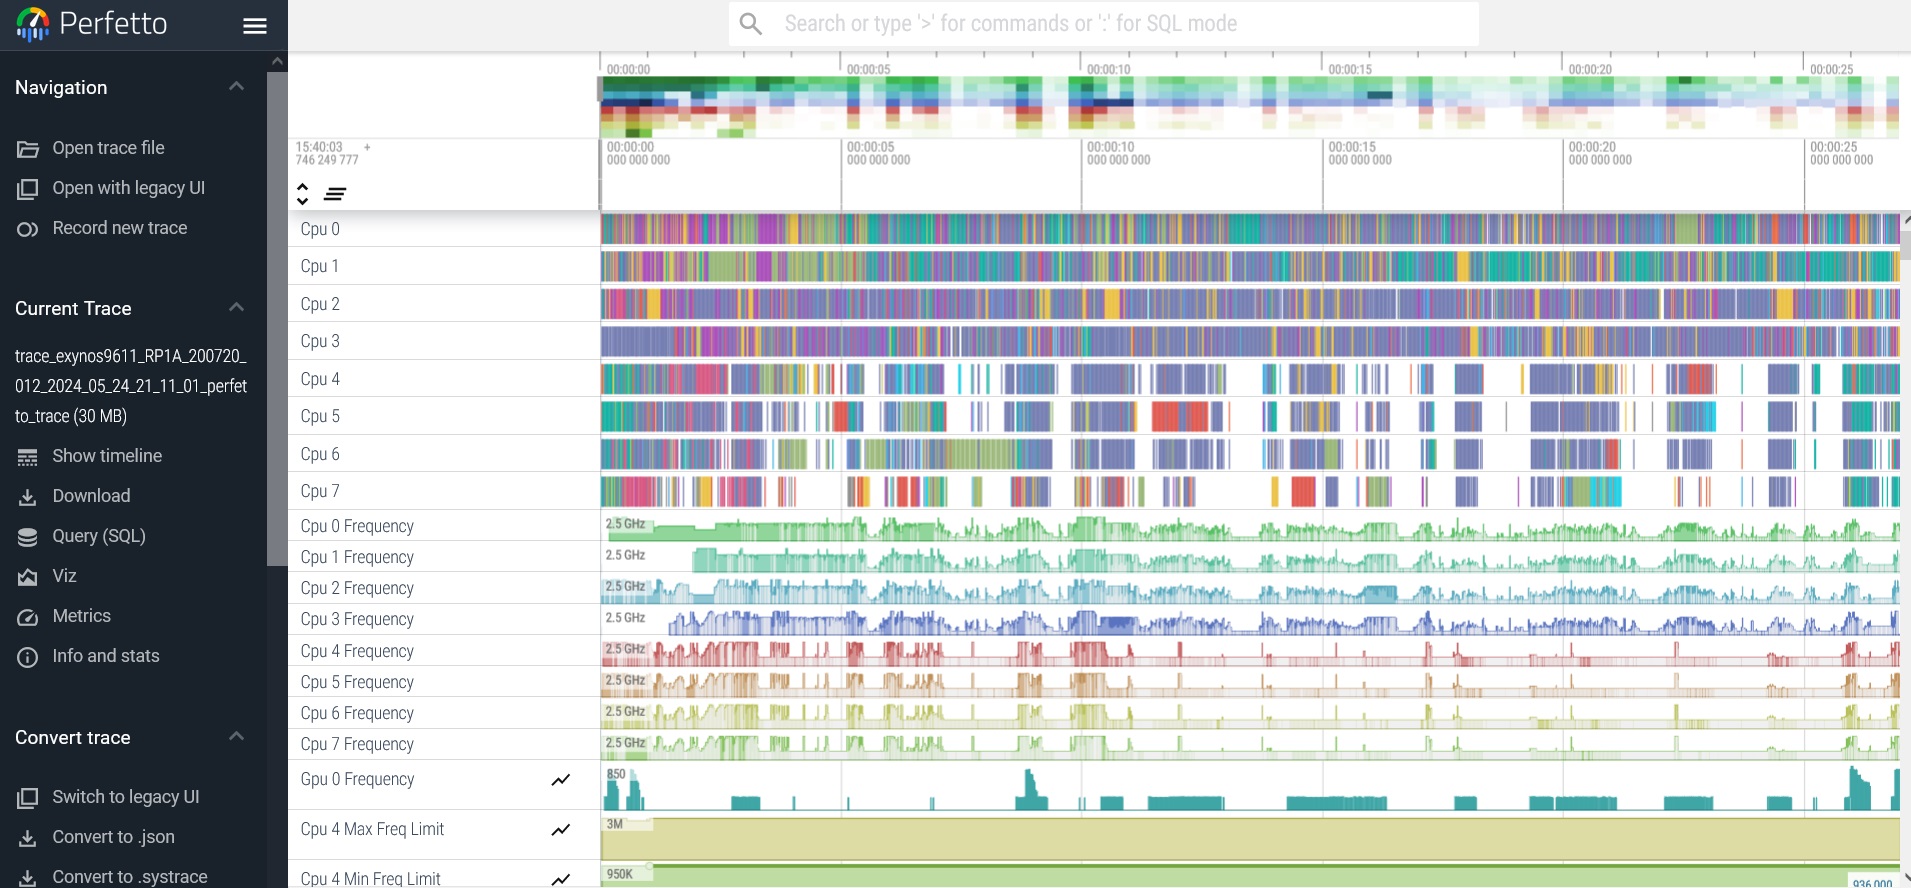 Perfetto
Search or type '>' for commands or ':' for SQL mode
Navigation
Open trace file
Open with legacy UI
Record new trace
Current Trace
trace_exynos9611_RP1A_200720_
012_2024_05_24_21_11_01_perfet
to_trace (30 MB)
Show timeline
Download
Query (SQL)
Viz
Metrics
Info and stats
Convert trace
Switch to legacy UI
Convert to .json
Convert to .systrace
00:00:00 00:00:05 00:00:10 00:00:15 00:00:20 00:00:25
15:40:03 +
746 249 777
00:00:00 00:00:05 00:00:10 00:00:15 00:00:20 00:00:25
000 000 000 000 000 000 000 000 000 000 000 000 000 000 000 000 000 000
Cpu 0
Cpu 1
Cpu 2
Cpu 3
Cpu 4
Cpu 5
Cpu 6
Cpu 7
Cpu 0 Frequency 2.5 GHz
Cpu 1 Frequency 2.5 GHz
Cpu 2 Frequency 2.5 GHz
Cpu 3 Frequency 2.5 GHz
Cpu 4 Frequency 2.5 GHz
Cpu 5 Frequency 2.5 GHz
Cpu 6 Frequency 2.5 GHz
Cpu 7 Frequency 2.5 GHz
Gpu 0 Frequency 850
Cpu 4 Max Freq Limit 3M
Cpu 4 Min Freq Limit 950K
936,000